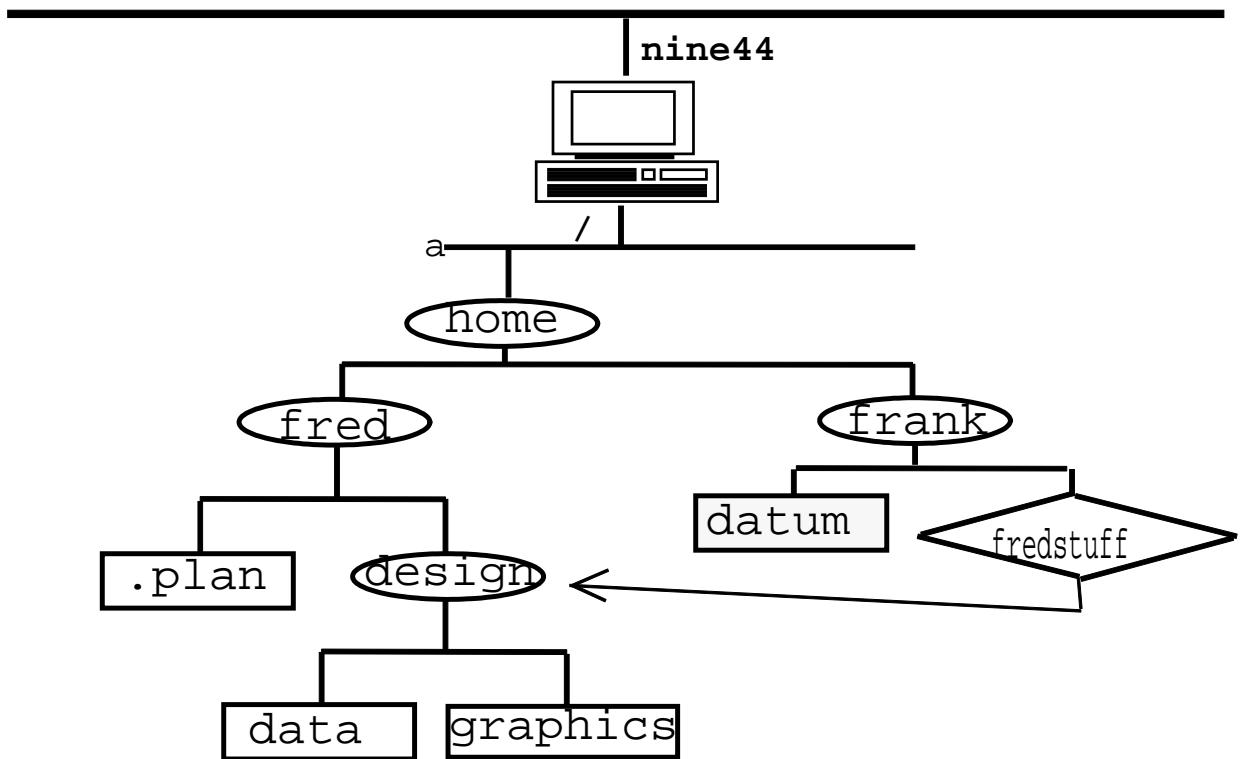 nine44
/
a
home
fred
frank
datum
fredstuff
.plan
design
data
graphics